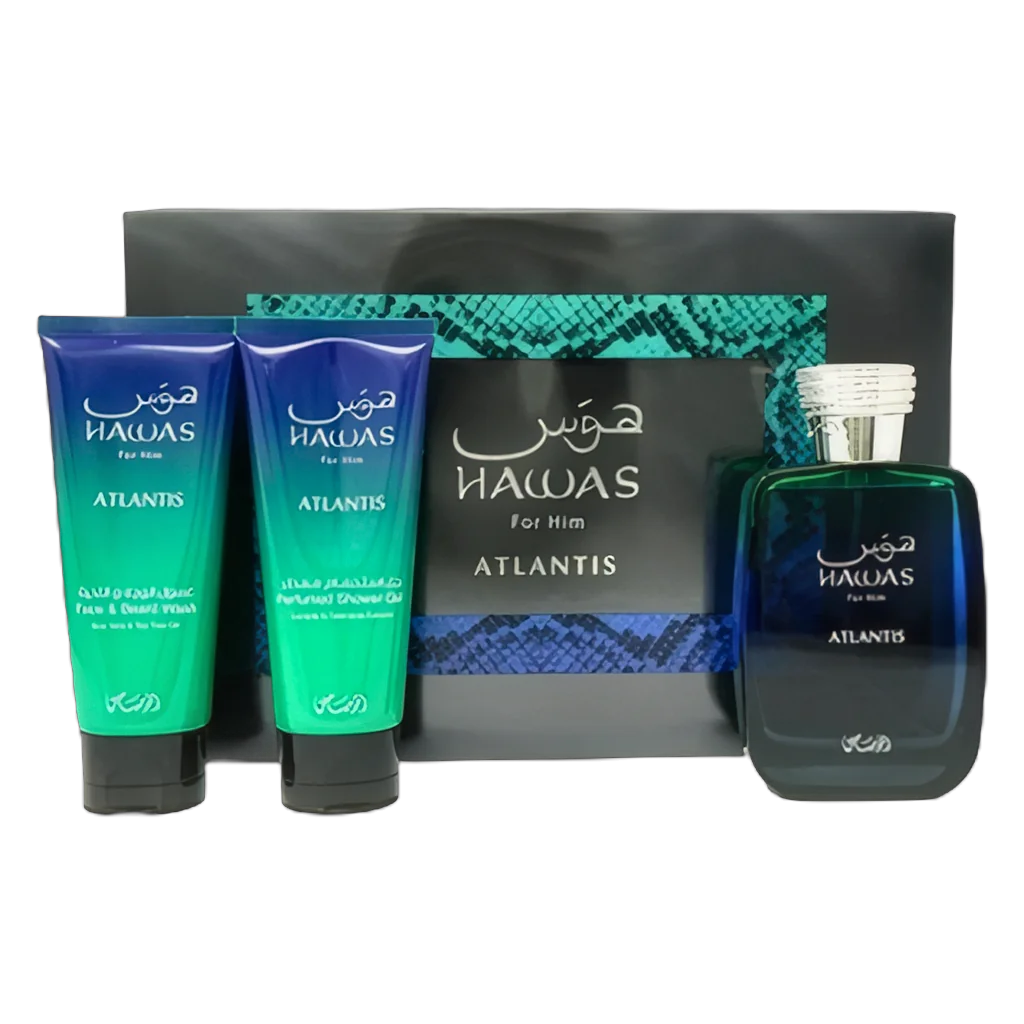 هوس
HAWAS
For Him
ATLANTIS
Face & Beard Wash
هوس
HAWAS
For Him
ATLANTIS
Perfumed Shower Gel
هوس
HAWAS
For Him
ATLANTIS
هوس
HAWAS
For Him
ATLANTIS